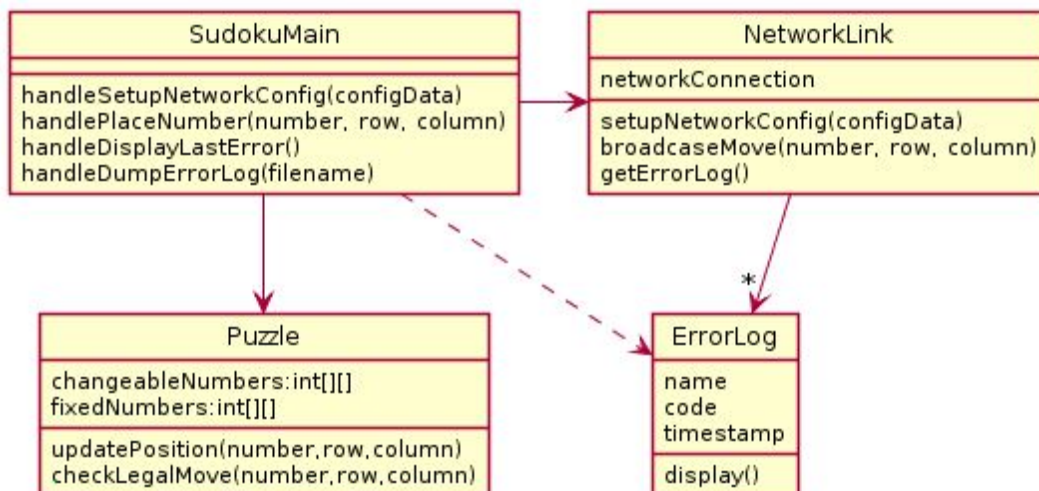 SudokuMain
handleSetupNetworkConfig(configData)
handlePlaceNumber(number, row, column)
handleDisplayLastError()
handleDumpErrorLog(filename)
NetworkLink
networkConnection
setupNetworkConfig(configData)
broadcaseMove(number, row, column)
getErrorLog()
*
Puzzle
changeableNumbers:int[][]
fixedNumbers:int[][]
updatePosition(number,row,column)
checkLegalMove(number,row,column)
ErrorLog
name
code
timestamp
display()